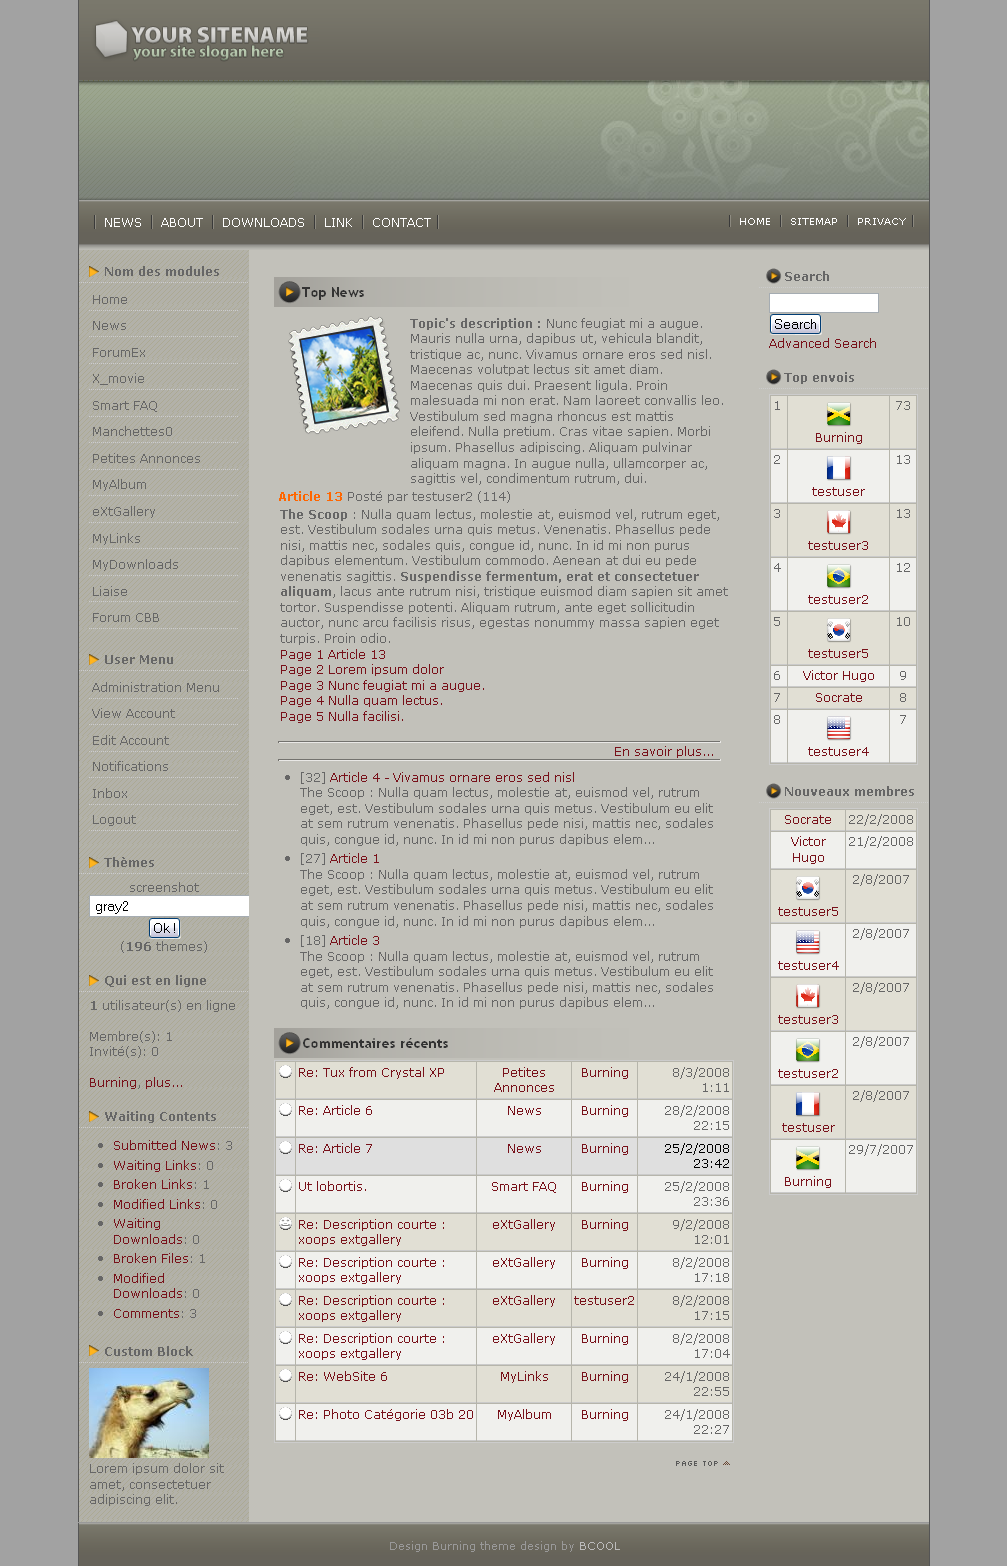 YOUR SITENAME
your site slogan here
NEWS
ABOUT
DOWNLOADS
LINK
CONTACT
HOME
SITEMAP
PRIVACY
Nom des modules
Home
News
ForumEx
X_movie
Smart FAQ
Manchettes0
Petites Annonces
MyAlbum
eXtGallery
MyLinks
MyDownloads
Liaise
Forum CBB
User Menu
Administration Menu
View Account
Edit Account
Notifications
Inbox
Logout
Thèmes
screenshot
gray2
Ok!
(196 themes)
Qui est en ligne
1 utilisateur(s) en ligne
Membre(s): 1
Invité(s): 0
Burning, plus...
Waiting Contents
Submitted News: 3
Waiting Links: 0
Broken Links: 1
Modified Links: 0
Waiting
Downloads: 0
Broken Files: 1
Modified
Downloads: 0
Comments: 3
Custom Block
Lorem ipsum dolor sit
amet, consectetuer
adipiscing elit.
Top News
Topic's description : Nunc feugiat mi a augue.
Mauris nulla urna, dapibus ut, vehicula blandit,
tristique ac, nunc. Vivamus ornare eros sed nisl.
Maecenas volutpat lectus sit amet diam.
Maecenas quis dui. Praesent ligula. Proin
malesuada mi non erat. Nam laoreet convallis leo.
Vestibulum sed magna rhoncus est mattis
eleifend. Nulla pretium. Cras vitae sapien. Morbi
ipsum. Phasellus adipiscing. Aliquam pulvinar
aliquam magna. In augue nulla, ullamcorper ac,
sagittis vel, condimentum rutrum, dui.
Article 13 Posté par testuser2 (114)
The Scoop : Nulla quam lectus, molestie at, euismod vel, rutrum eget,
est. Vestibulum sodales urna quis metus. Venenatis. Phasellus pede
nisi, mattis nec, sodales quis, congue id, nunc. In id mi non purus
dapibus elementum. Vestibulum commodo. Aenean at dui eu pede
venenatis sagittis. Suspendisse fermentum, erat et consectetuer
aliquam, lacus ante rutrum nisi, tristique euismod diam sapien sit amet
tortor. Suspendisse potenti. Aliquam rutrum, ante eget sollicitudin
auctor, nunc arcu facilisis risus, egestas nonummy massa sapien eget
turpis. Proin odio.
Page 1 Article 13
Page 2 Lorem ipsum dolor
Page 3 Nunc feugiat mi a augue.
Page 4 Nulla quam lectus.
Page 5 Nulla facilisi.
En savoir plus...
[32] Article 4 - Vivamus ornare eros sed nisl
The Scoop : Nulla quam lectus, molestie at, euismod vel, rutrum
eget, est. Vestibulum sodales urna quis metus. Vestibulum eu elit
at sem rutrum venenatis. Phasellus pede nisi, mattis nec, sodales
quis, congue id, nunc. In id mi non purus dapibus elem...
[27] Article 1
The Scoop : Nulla quam lectus, molestie at, euismod vel, rutrum
eget, est. Vestibulum sodales urna quis metus. Vestibulum eu elit
at sem rutrum venenatis. Phasellus pede nisi, mattis nec, sodales
quis, congue id, nunc. In id mi non purus dapibus elem...
[18] Article 3
The Scoop : Nulla quam lectus, molestie at, euismod vel, rutrum
eget, est. Vestibulum sodales urna quis metus. Vestibulum eu elit
at sem rutrum venenatis. Phasellus pede nisi, mattis nec, sodales
quis, congue id, nunc. In id mi non purus dapibus elem...
Commentaires récents
Re: Tux from Crystal XP Petites Burning 8/3/2008
Annonces 1:11
Re: Article 6 News Burning 28/2/2008
22:15
Re: Article 7 News Burning 25/2/2008
23:42
Ut lobortis. Smart FAQ Burning 25/2/2008
23:36
Re: Description courte : eXtGallery Burning 9/2/2008
xoops extgallery 12:01
Re: Description courte : eXtGallery Burning 8/2/2008
xoops extgallery 17:18
Re: Description courte : eXtGallery testuser2 8/2/2008
xoops extgallery 17:15
Re: Description courte : eXtGallery Burning 8/2/2008
xoops extgallery 17:04
Re: WebSite 6 MyLinks Burning 24/1/2008
22:55
Re: Photo Catégorie 03b 20 MyAlbum Burning 24/1/2008
22:27
PAGE TOP
Search
Search
Advanced Search
Top envois
1 73
Burning
2 13
testuser
3 13
testuser3
4 12
testuser2
5 10
testuser5
6 Victor Hugo 9
7 Socrate 8
8 7
testuser4
Nouveaux membres
Socrate 22/2/2008
Victor 21/2/2008
Hugo
2/8/2007
testuser5
2/8/2007
testuser4
2/8/2007
testuser3
2/8/2007
testuser2
2/8/2007
testuser
29/7/2007
Burning
Design Burning theme design by BCOOL